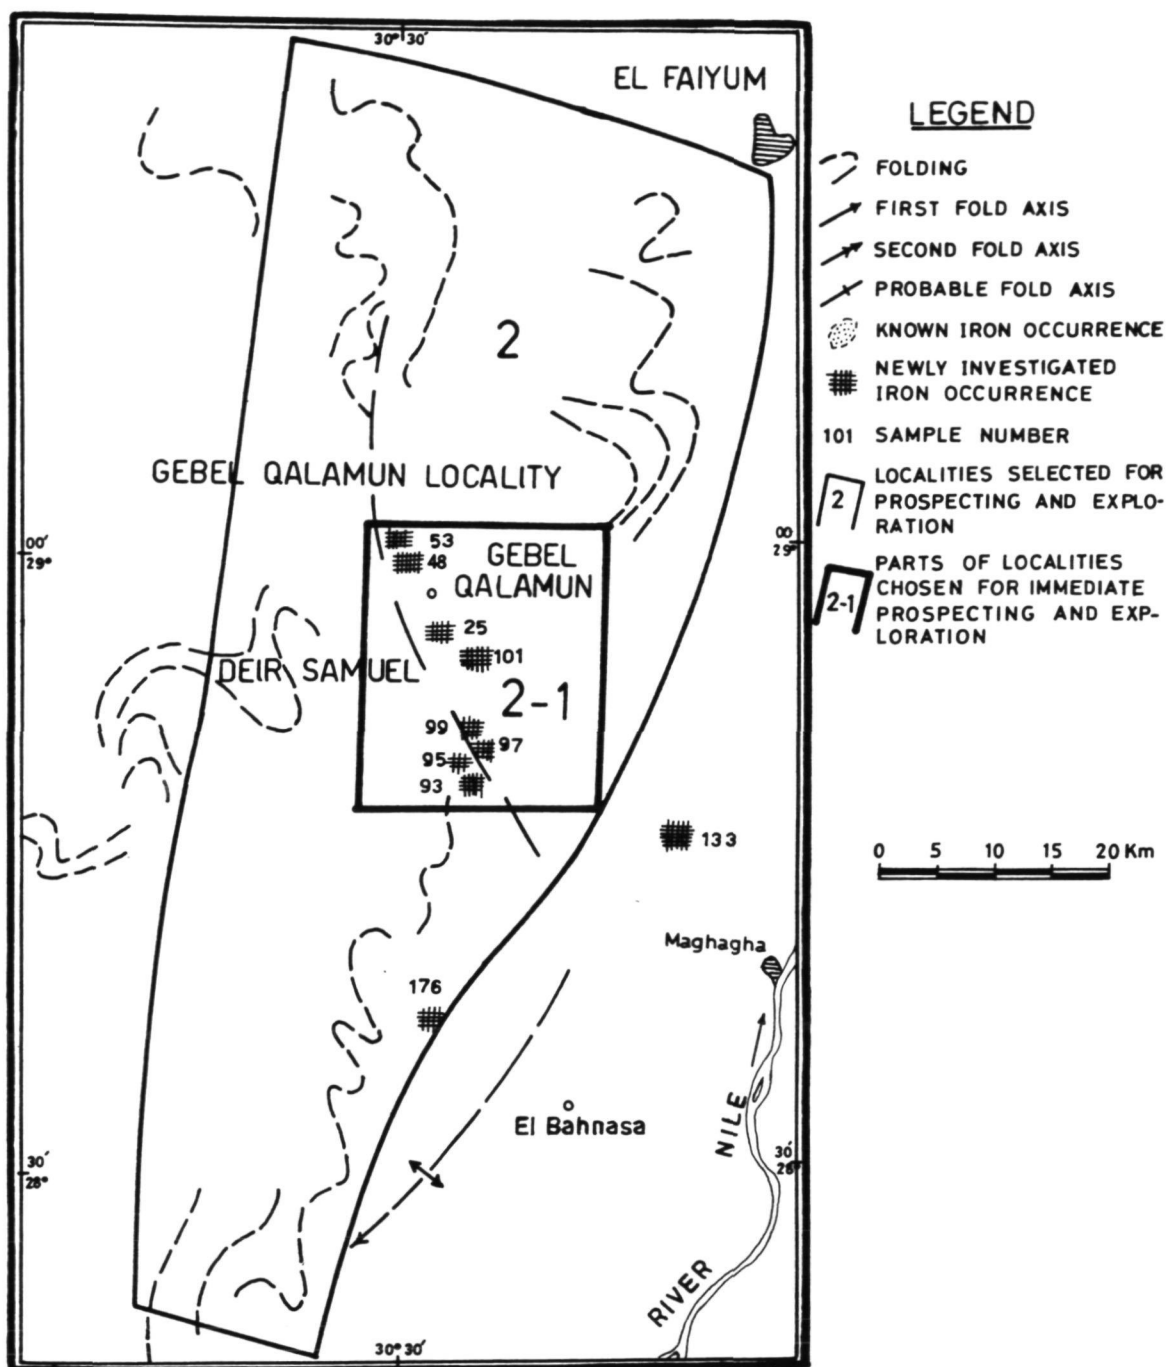 30° 30'
EL FAIYUM
2
GEBEL QALAMUN LOCALITY
00'
29°
00
29°
53
48
GEBEL
QALAMUN
25
101
DEIR SAMUEL
2-1
99
97
95
93
133
Maghagha
176
El Bahnasa
NILE
RIVER
30'
28°
30'
28°
30° 30'
LEGEND
FOLDING
FIRST FOLD AXIS
SECOND FOLD AXIS
PROBABLE FOLD AXIS
KNOWN IRON OCCURRENCE
NEWLY INVESTIGATED
IRON OCCURRENCE
101 SAMPLE NUMBER
2
LOCALITIES SELECTED FOR
PROSPECTING AND EXPLO-
RATION
2-1
PARTS OF LOCALITIES
CHOSEN FOR IMMEDIATE
PROSPECTING AND EXP-
LORATION
0 5 10 15 20 Km